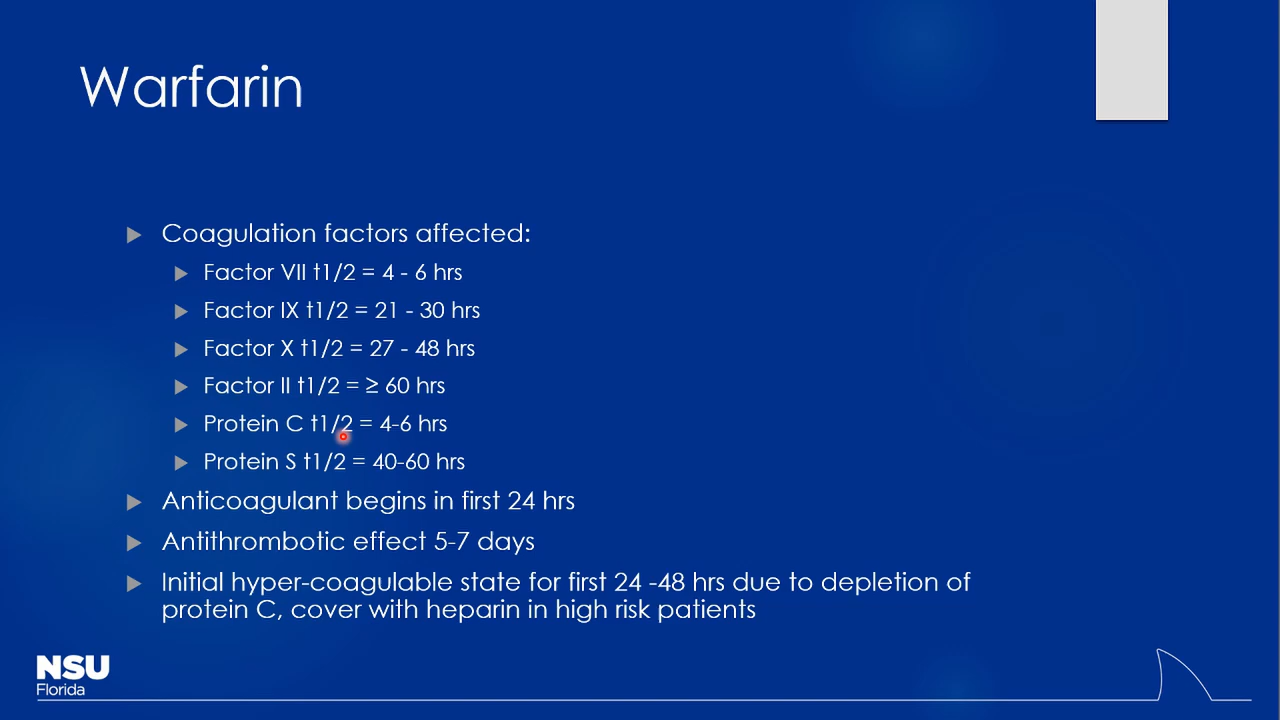 Warfarin
Coagulation factors affected:
Factor VII t1/2 = 4 - 6 hrs
Factor IX t1/2 = 21 - 30 hrs
Factor X t1/2 = 27 - 48 hrs
Factor II t1/2 = ≥ 60 hrs
Protein C t1/2 = 4-6 hrs
Protein S t1/2 = 40-60 hrs
Anticoagulant begins in first 24 hrs
Antithrombotic effect 5-7 days
Initial hyper-coagulable state for first 24 -48 hrs due to depletion of
protein C, cover with heparin in high risk patients
NSU
Florida